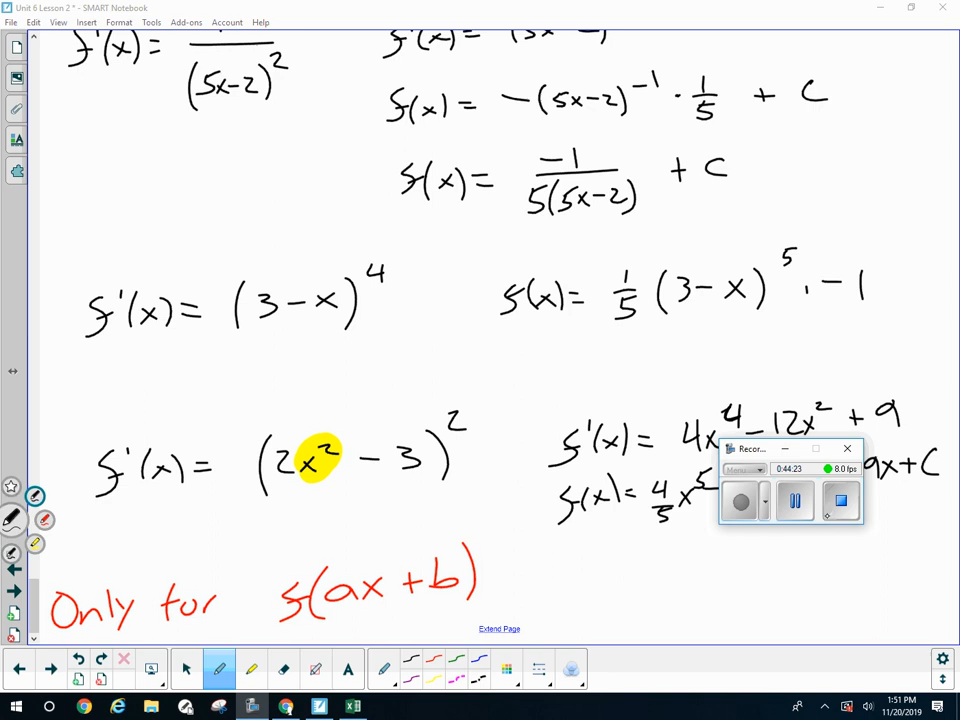 Unit 6 Lesson 2 * - SMART Notebook
File Edit View Insert Format Tools Add-ons Account Help
f'(x) =
(5x-2)^2
f(x) = -(5x-2)^-1 · 1/5 + C
f(x) = -1/5(5x-2) + C
f'(x) = (3-x)^4
f(x) = 1/5 (3-x)^5 · -1
f'(x) = (2x^2 - 3)^2
f'(x) = 4x^4 - 12x^2 + 9
f(x) = 4/5 x^5
9x + C
Recor...
Menu
0:44:23 8.0 fps
Only for f(ax + b)
Extend Page
A
1:51 PM
11/20/2019